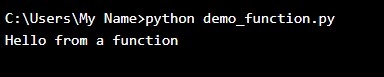 C:\Users\My Name>python demo_function.py
Hello from a function